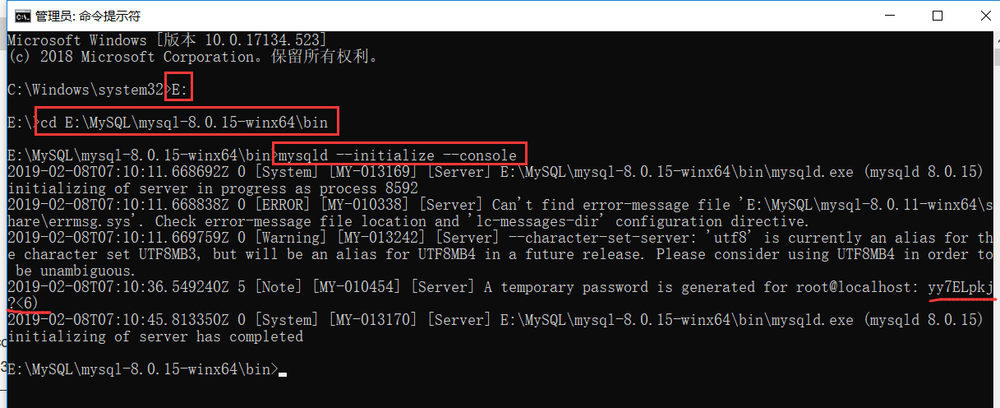 管理员: 命令提示符
Microsoft Windows [版本 10.0.17134.523]
(c) 2018 Microsoft Corporation。保留所有权利。
C:\Windows\system32>E:
E:\>cd E:\MySQL\mysql-8.0.15-winx64\bin
E:\MySQL\mysql-8.0.15-winx64\bin>mysqld --initialize --console
2019-02-08T07:10:11.668692Z 0 [System] [MY-013169] [Server] E:\MySQL\mysql-8.0.15-winx64\bin\mysqld.exe (mysqld 8.0.15)
initializing of server in progress as process 8592
2019-02-08T07:10:11.668838Z 0 [ERROR] [MY-010338] [Server] Can't find error-message file 'E:\MySQL\mysql-8.0.11-winx64\s
hare\errmsg.sys'. Check error-message file location and 'lc-messages-dir' configuration directive.
2019-02-08T07:10:11.669759Z 0 [Warning] [MY-013242] [Server] --character-set-server: 'utf8' is currently an alias for th
e character set UTF8MB3, but will be an alias for UTF8MB4 in a future release. Please consider using UTF8MB4 in order to
be unambiguous.
2019-02-08T07:10:36.549240Z 5 [Note] [MY-010454] [Server] A temporary password is generated for root@localhost: yy7ELpkj
?<6)
2019-02-08T07:10:45.813350Z 0 [System] [MY-013170] [Server] E:\MySQL\mysql-8.0.15-winx64\bin\mysqld.exe (mysqld 8.0.15)
initializing of server has completed
E:\MySQL\mysql-8.0.15-winx64\bin>